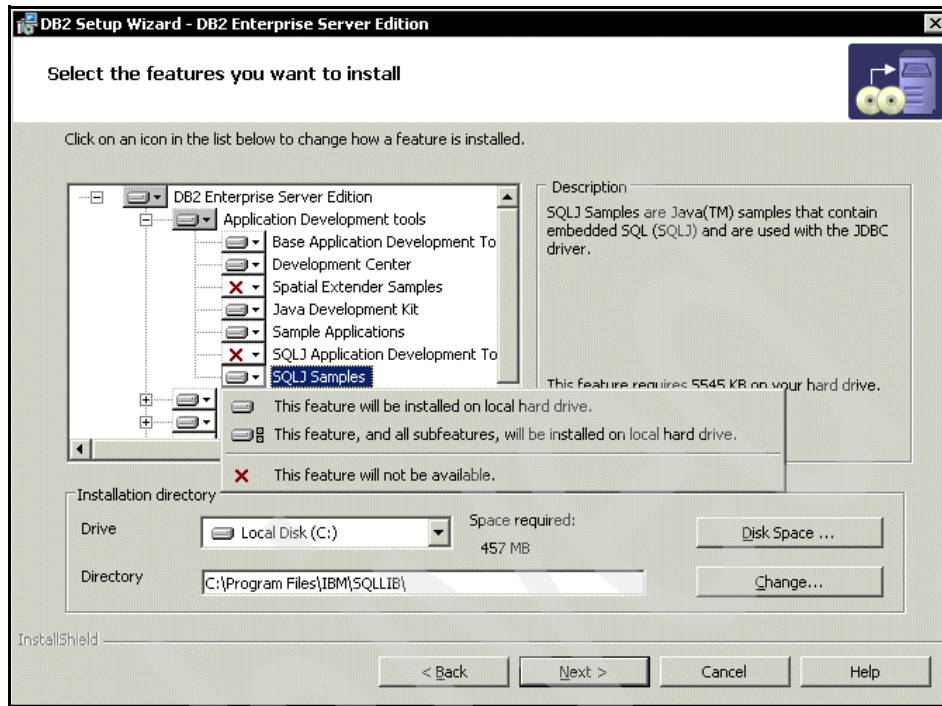 DB2 Setup Wizard - DB2 Enterprise Server Edition
Select the features you want to install
Click on an icon in the list below to change how a feature is installed.
DB2 Enterprise Server Edition
Application Development tools
Base Application Development To
Development Center
Spatial Extender Samples
Java Development Kit
Sample Applications
SQLJ Application Development To
SQLJ Samples
Description
SQLJ Samples are Java(TM) samples that contain
embedded SQL (SQLJ) and are used with the JDBC
driver.
This feature requires 5545 KB on your hard drive.
This feature will be installed on local hard drive.
This feature, and all subfeatures, will be installed on local hard drive.
This feature will not be available.
Installation directory
Drive
Local Disk (C:)
Space required:
457 MB
Disk Space ...
Directory
C:\Program Files\IBM\SQLLIB\
Change...
InstallShield
< Back
Next >
Cancel
Help